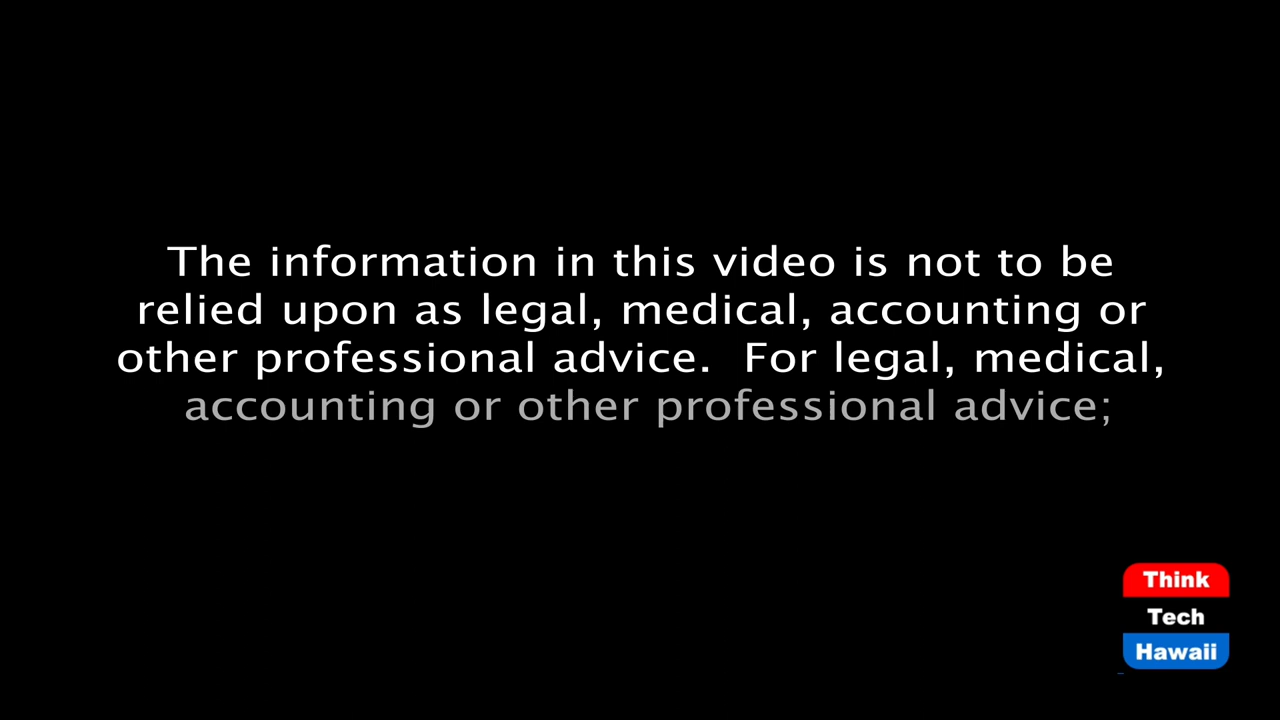 The information in this video is not to be
relied upon as legal, medical, accounting or
other professional advice.  For legal, medical,
accounting or other professional advice;
Think
Tech
Hawaii